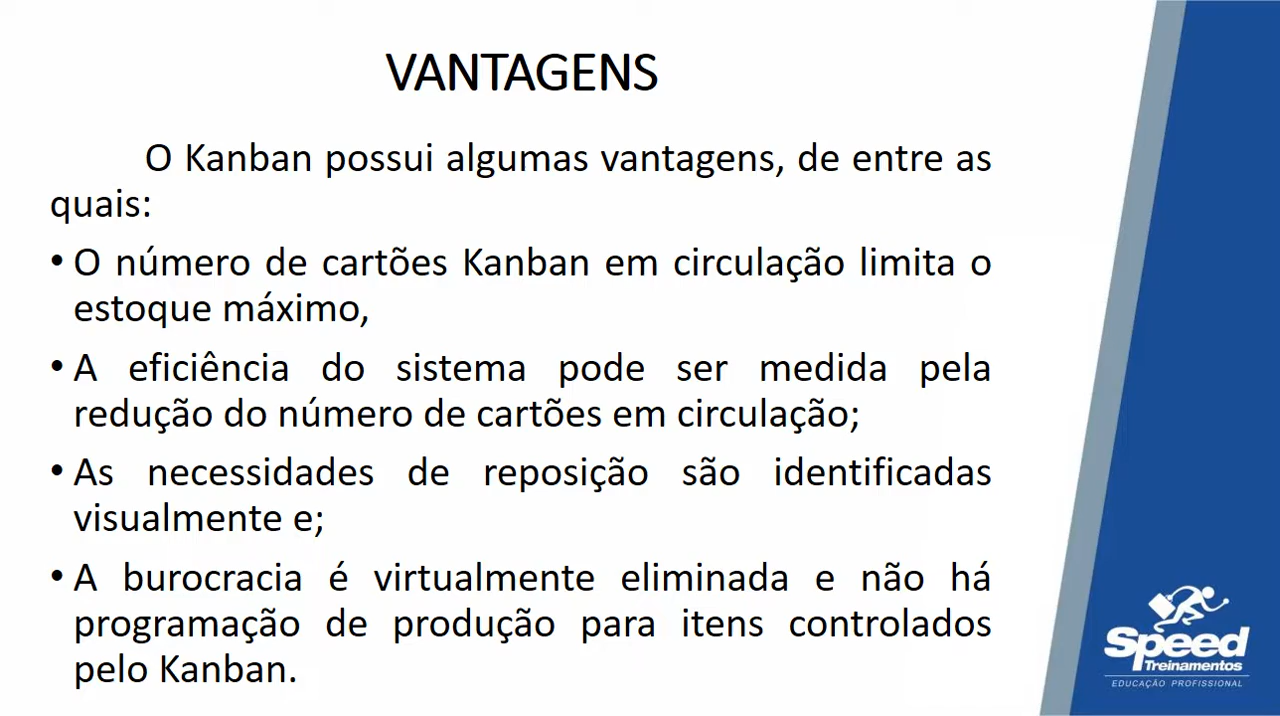 VANTAGENS
O Kanban possui algumas vantagens, de entre as
quais:
• O número de cartões Kanban em circulação limita o
estoque máximo,
• A eficiência do sistema pode ser medida pela
redução do número de cartões em circulação;
• As necessidades de reposição são identificadas
visualmente e;
• A burocracia é virtualmente eliminada e não há
programação de produção para itens controlados
pelo Kanban.
Speed
Treinamentos
EDUCAÇÃO PROFISSIONAL